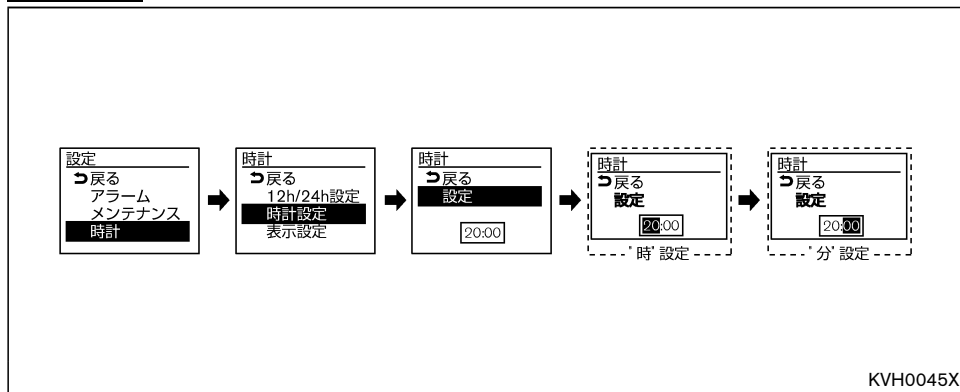 設定
⮌戻る
アラーム
メンテナンス
時計
時計
⮌戻る
12h/24h設定
時計設定
表示設定
時計
⮌戻る
設定
20:00
時計
⮌戻る
設定
20:00
"時"設定
時計
⮌戻る
設定
20:00
"分"設定
KVH0045X